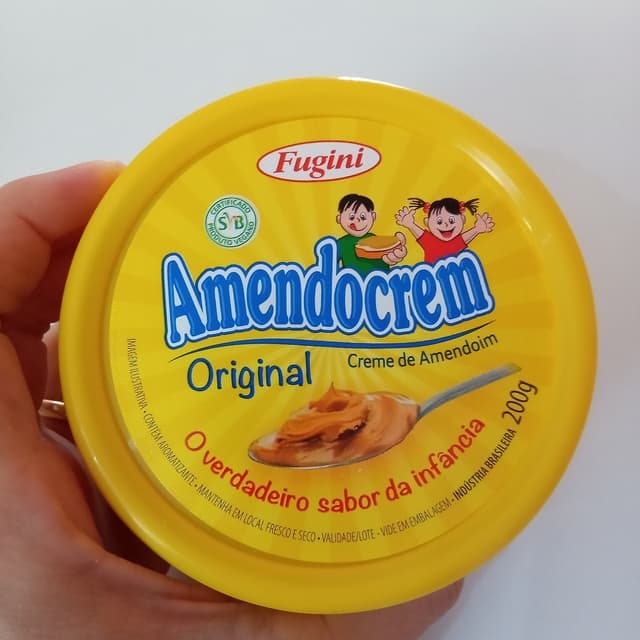 Fugini
CERTIFICADO
SVB
PRODUTO VEGANO
Amendocrem
Original
Creme de Amendoim
O verdadeiro sabor da infância
200g
IMAGEM ILUSTRATIVA • CONTÉM AROMATIZANTE • MANTENHA EM LOCAL FRESCO E SECO • VALIDADE/LOTE - VIDE EM EMBALAGEM - INDÚSTRIA BRASILEIRA